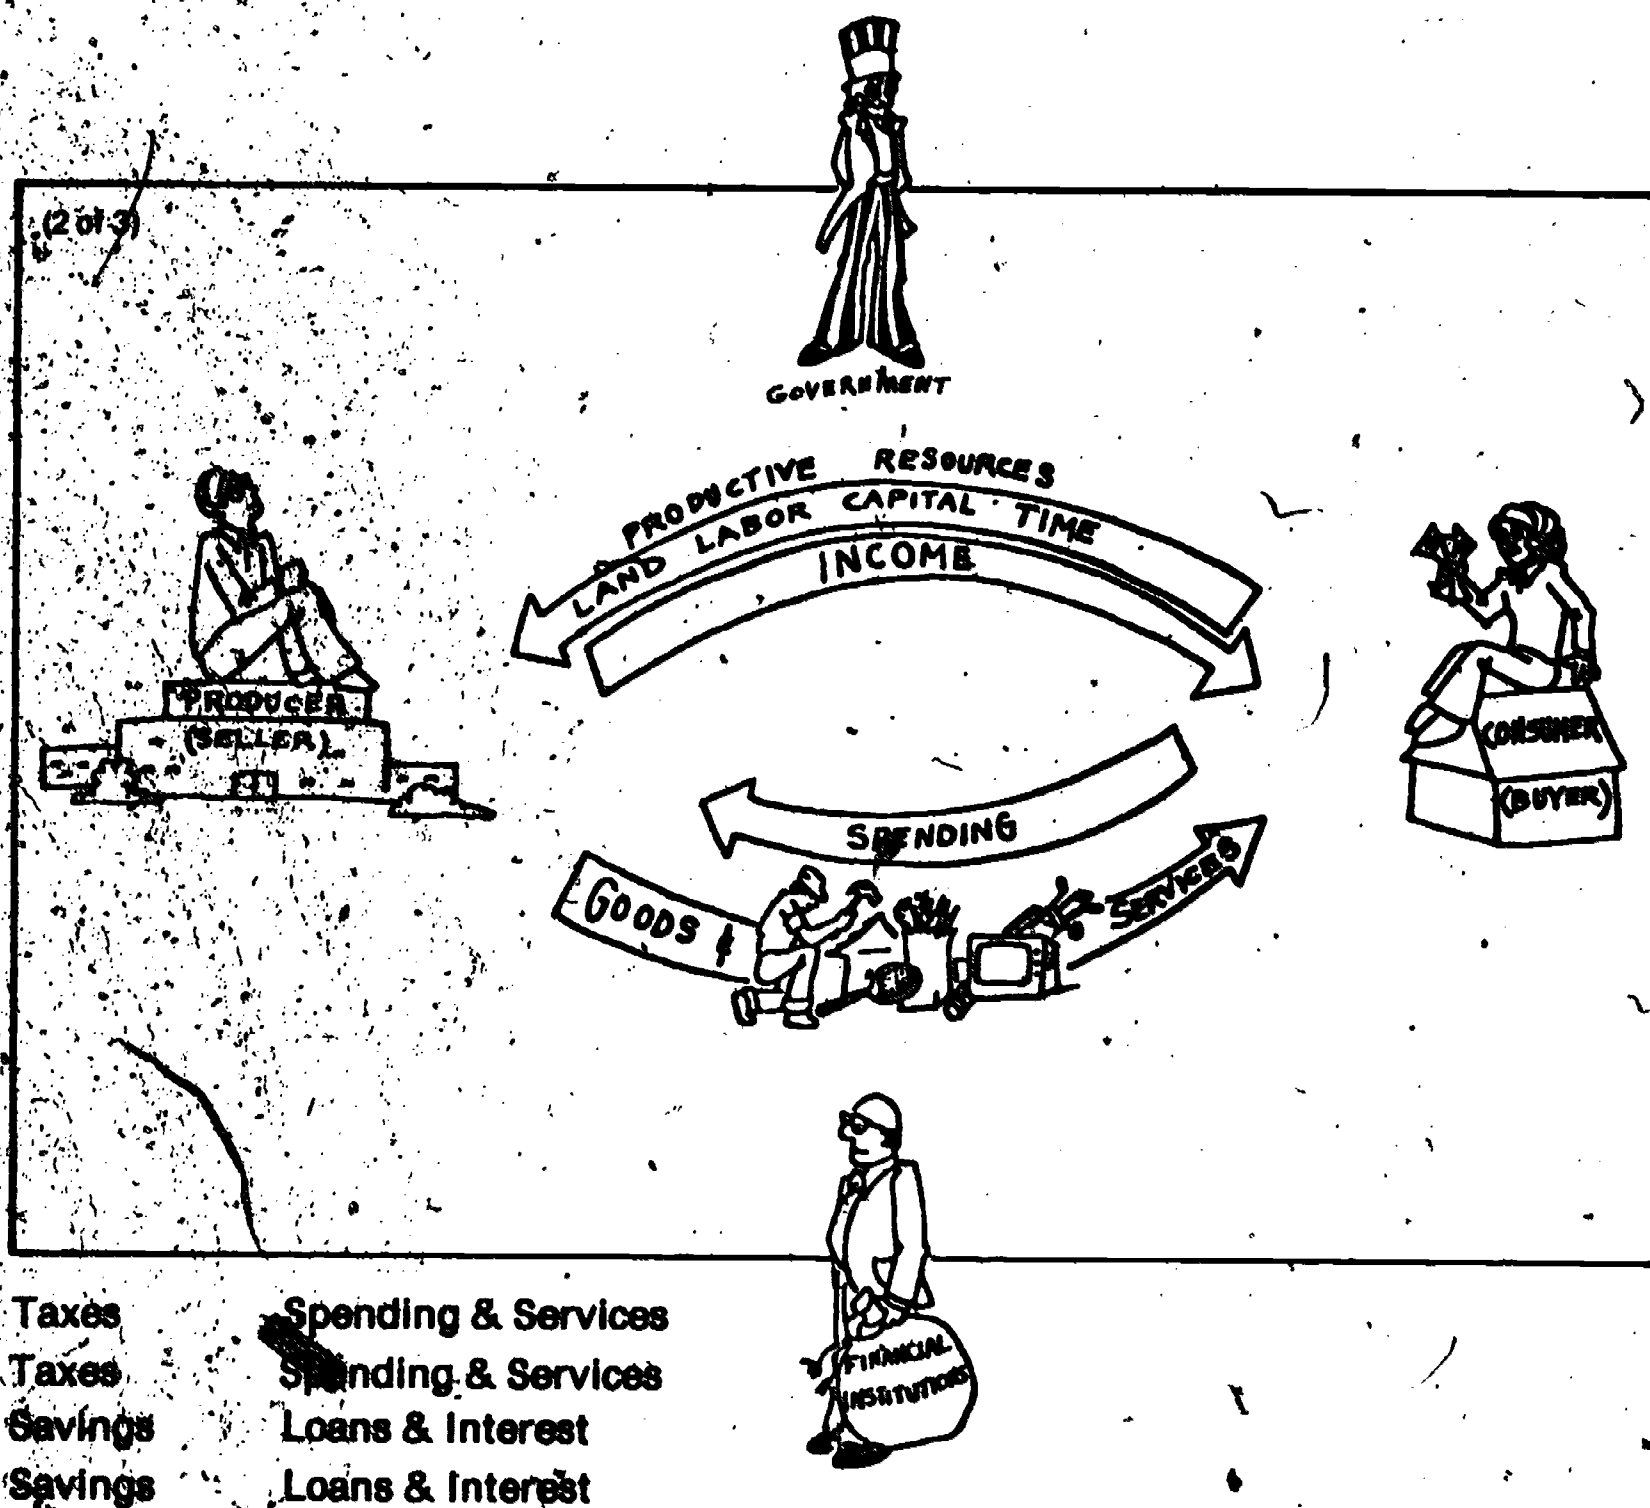 (2 of 3)
GOVERNMENT
PRODUCTIVE RESOURCES
LAND LABOR CAPITAL TIME
INCOME
PRODUCER
(SELLER)
CONSUMER
(BUYER)
SPENDING
GOODS & SERVICES
FINANCIAL
INSTITUTIONS
Taxes Spending & Services
Taxes Spending & Services
Savings Loans & Interest
Savings Loans & Interest